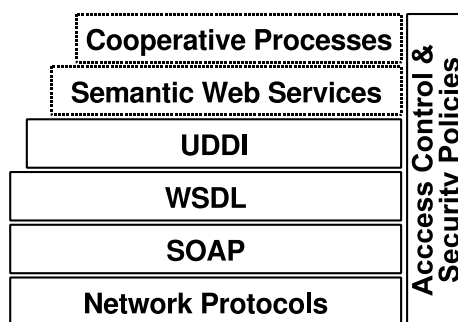 Cooperative Processes
Semantic Web Services
UDDI
WSDL
SOAP
Network Protocols
Acccess Control &
Security Policies